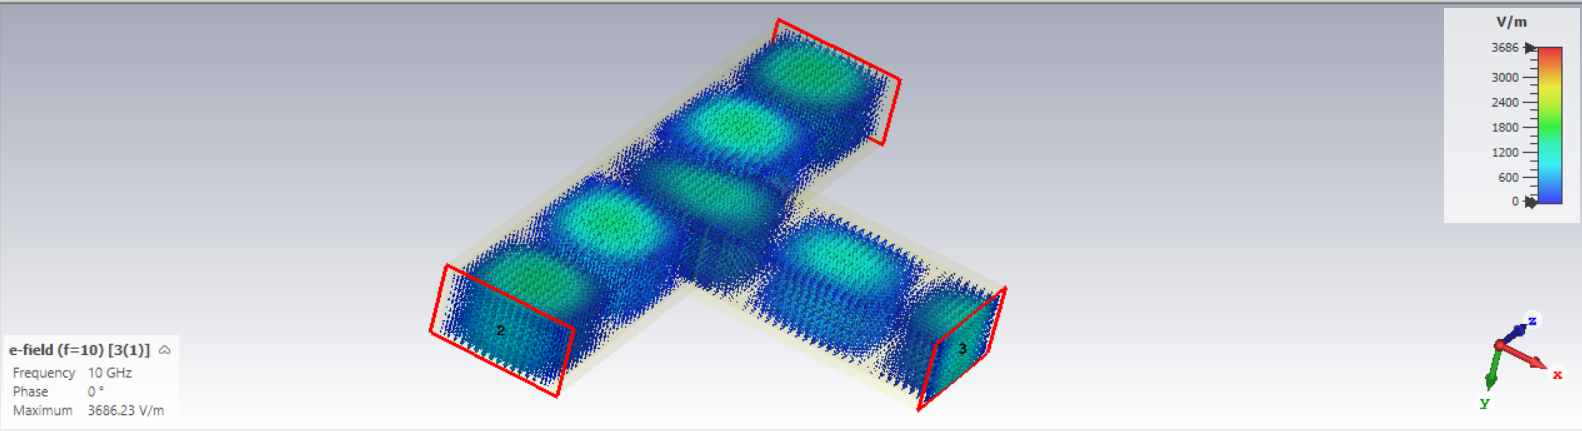 V/m
3686
3000
2400
1800
1200
600
0
2
3
z
x
y
e-field (f=10) [3(1)]
Frequency 10 GHz
Phase 0 °
Maximum 3686.23 V/m